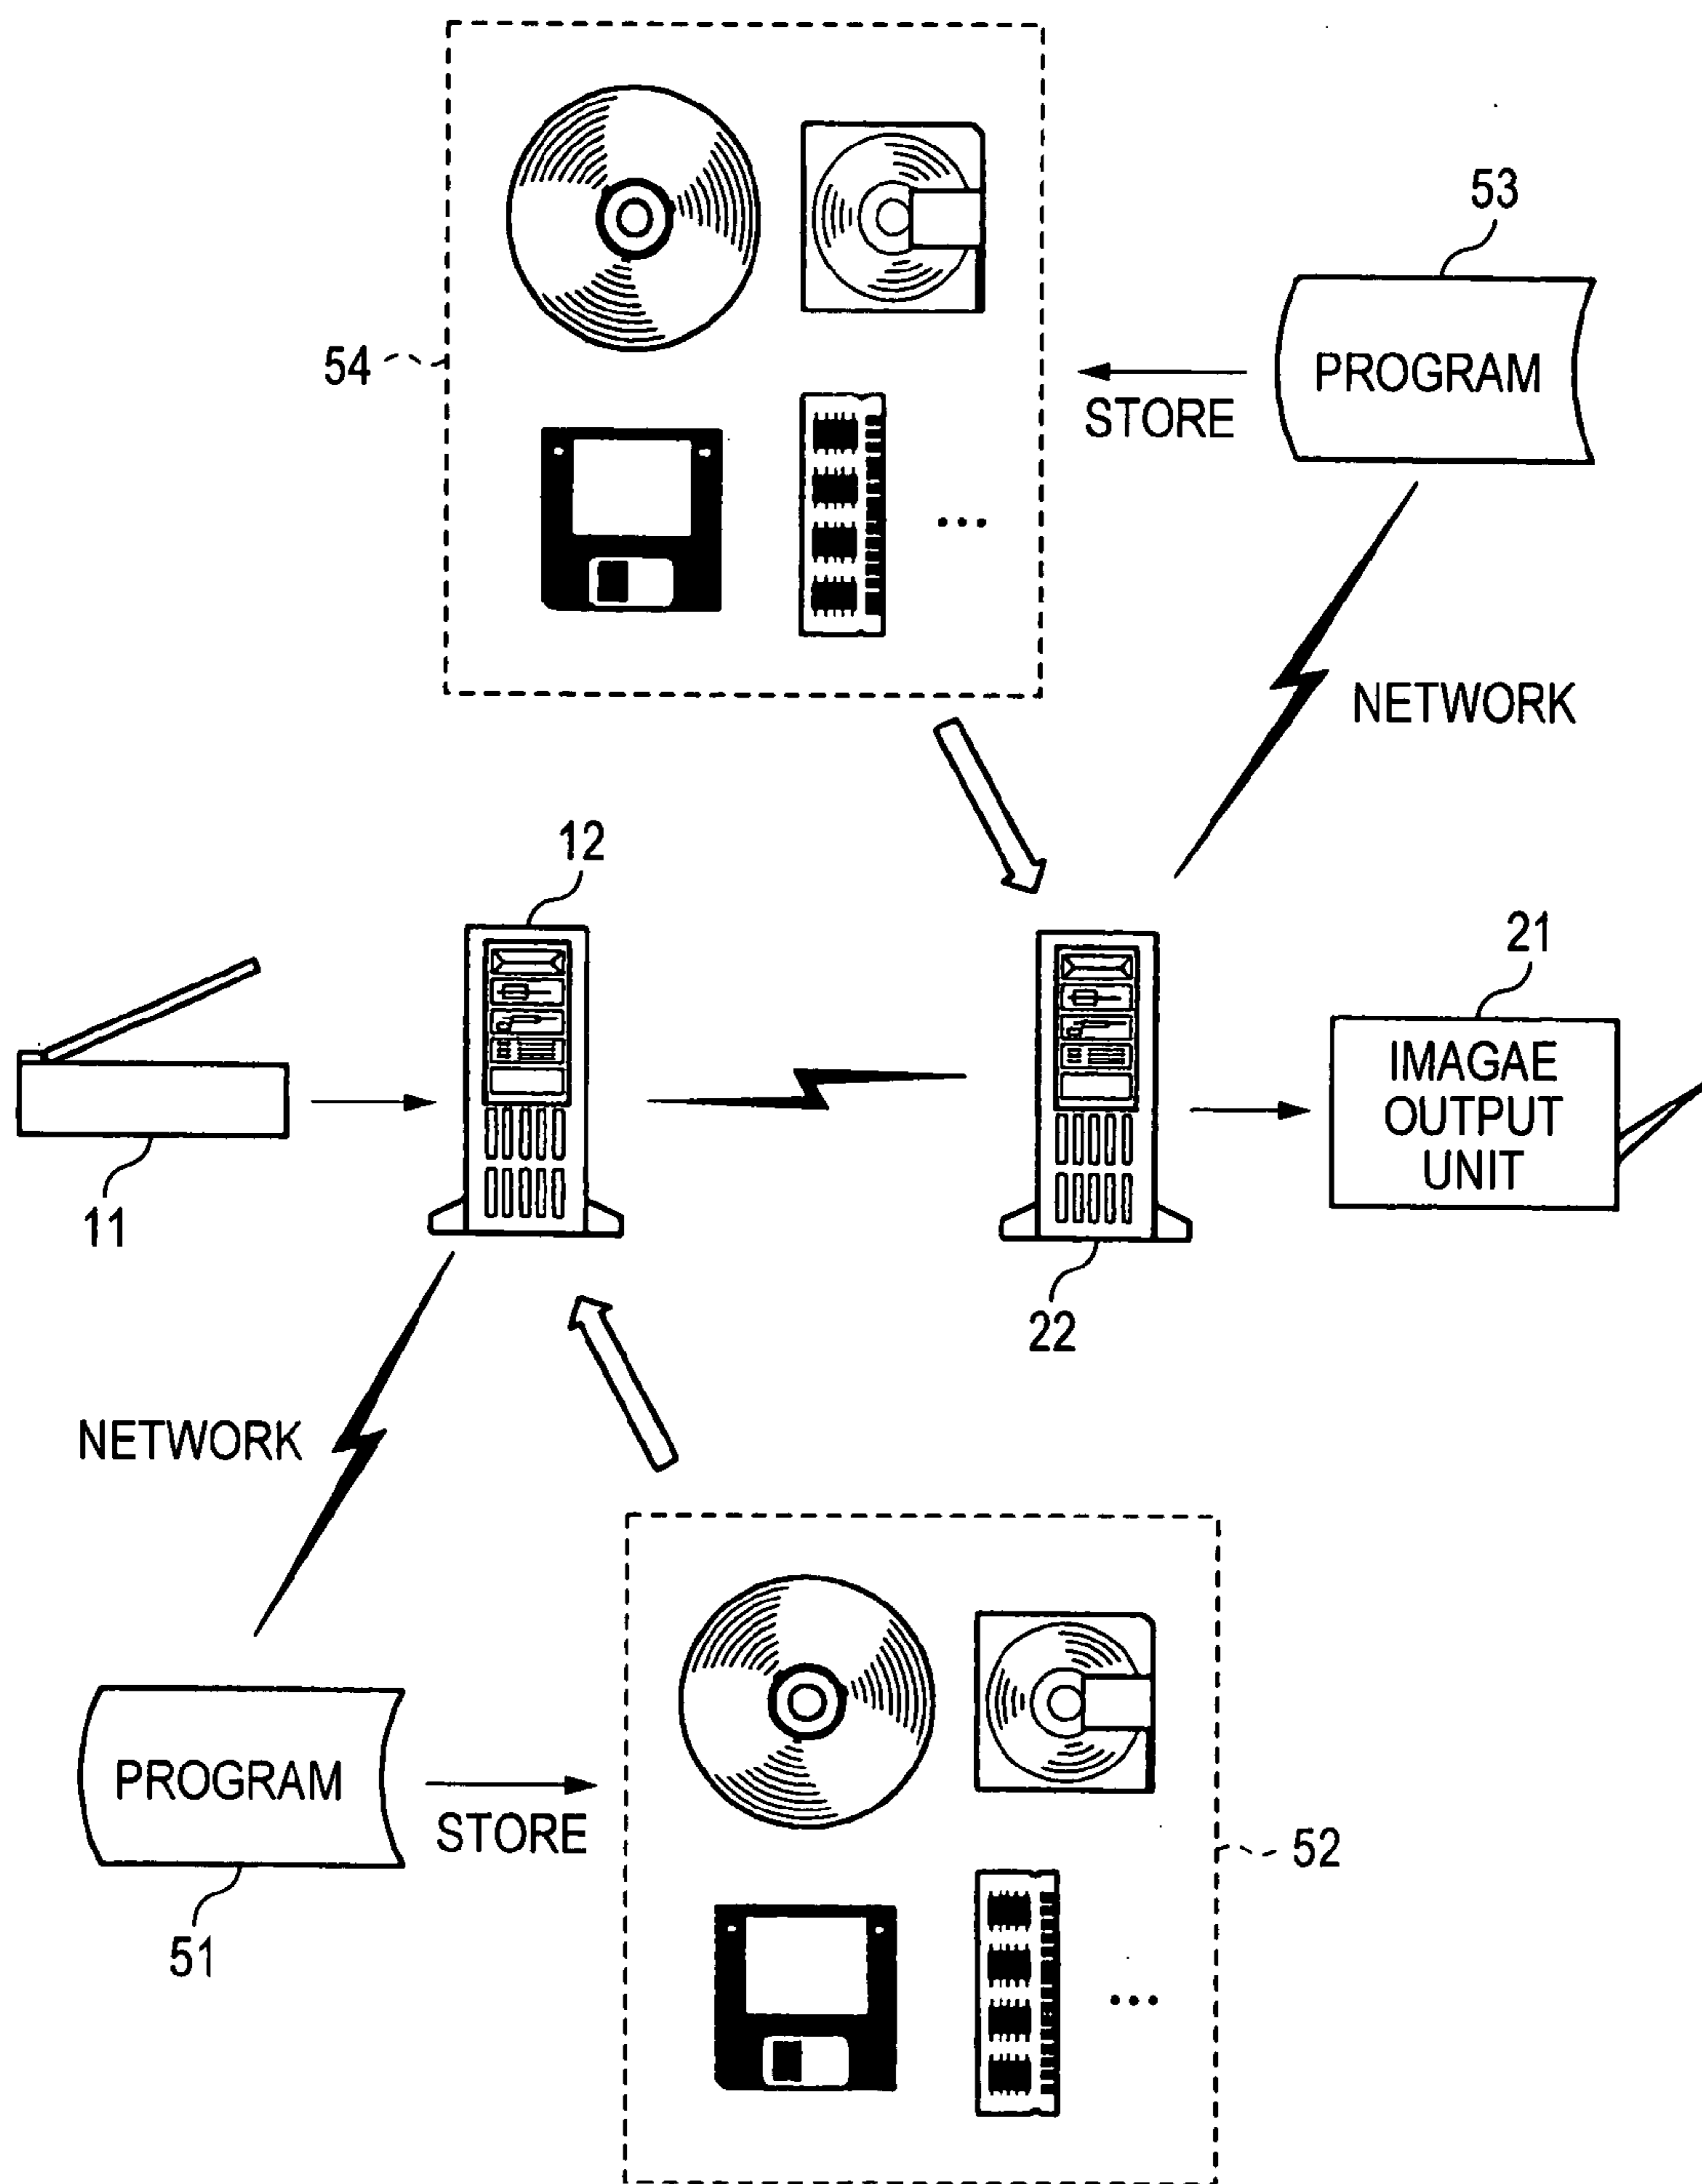 53
PROGRAM
54
STORE
NETWORK
12
21
IMAGAE
OUTPUT
UNIT
11
22
NETWORK
PROGRAM
STORE
52
51